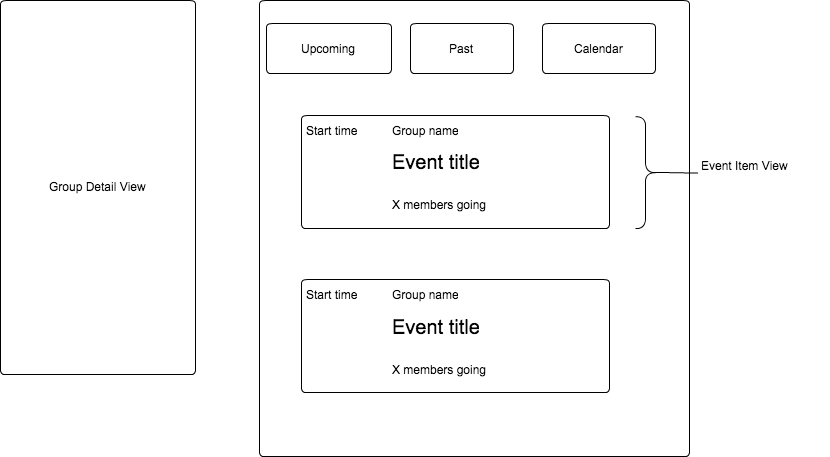 Upcoming
Past
Calendar
Start time
Group name
Event title
X members going
Event Item View
Group Detail View
Start time
Group name
Event title
X members going